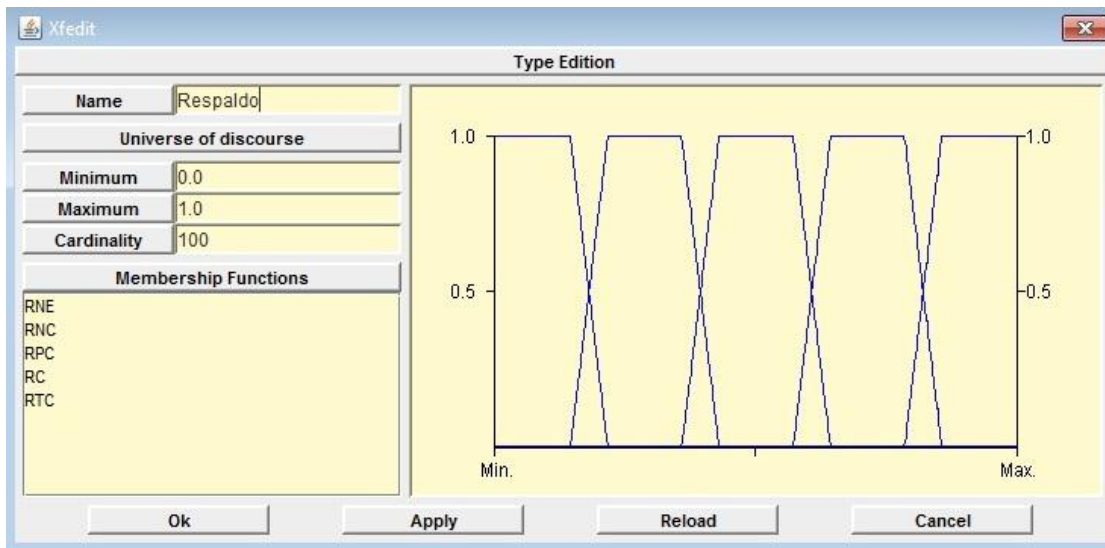 Xfedit
Type Edition
Name Respaldo
Universe of discourse
Minimum 0.0
Maximum 1.0
Cardinality 100
Membership Functions
RNE
RNC
RPC
RC
RTC
1.0 1.0
0.5 0.5
Min. Max.
Ok Apply Reload Cancel